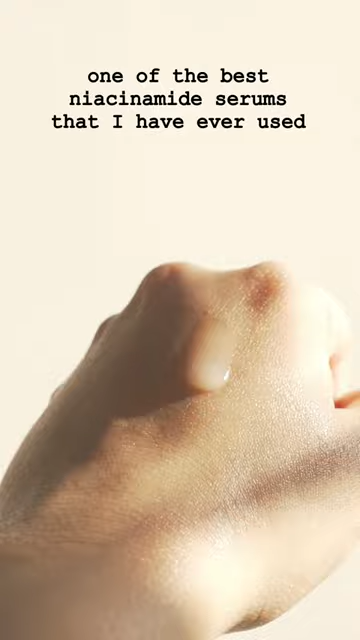 one of the best
niacinamide serums
that I have ever used